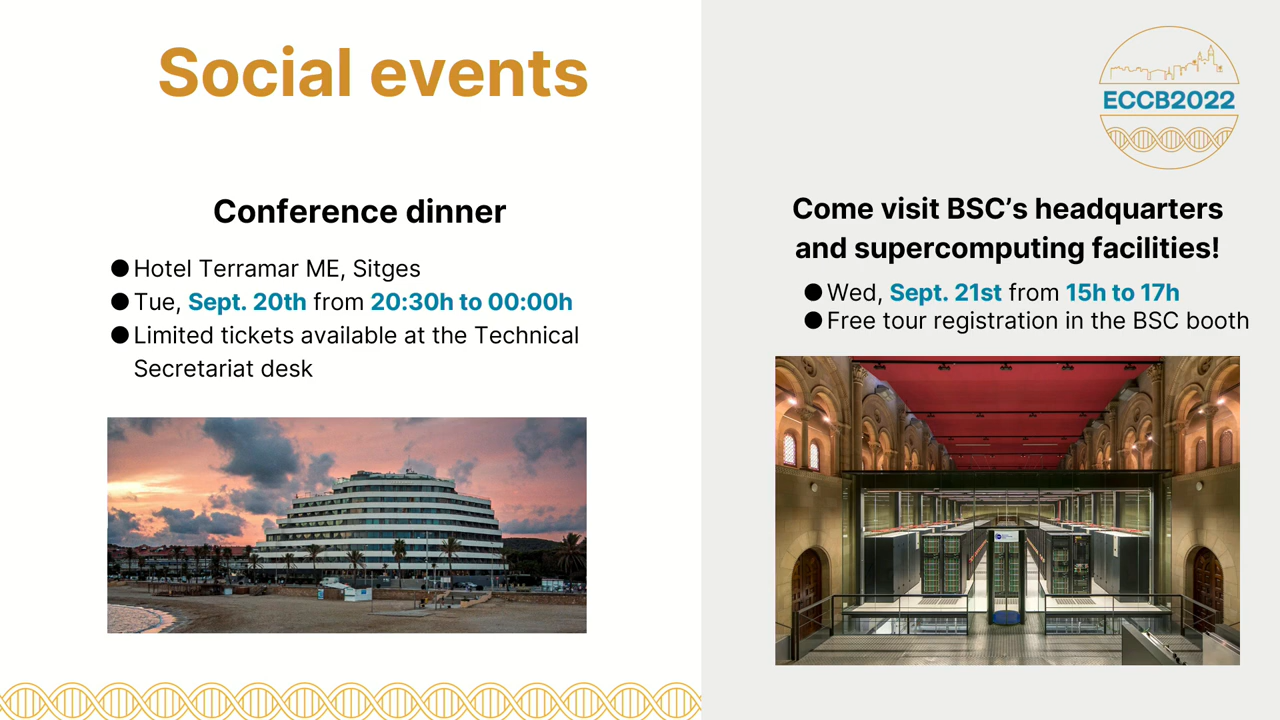 Social events
ECCB2022
Conference dinner
● Hotel Terramar ME, Sitges
● Tue, Sept. 20th from 20:30h to 00:00h
● Limited tickets available at the Technical
Secretariat desk
Come visit BSC’s headquarters
and supercomputing facilities!
● Wed, Sept. 21st from 15h to 17h
● Free tour registration in the BSC booth